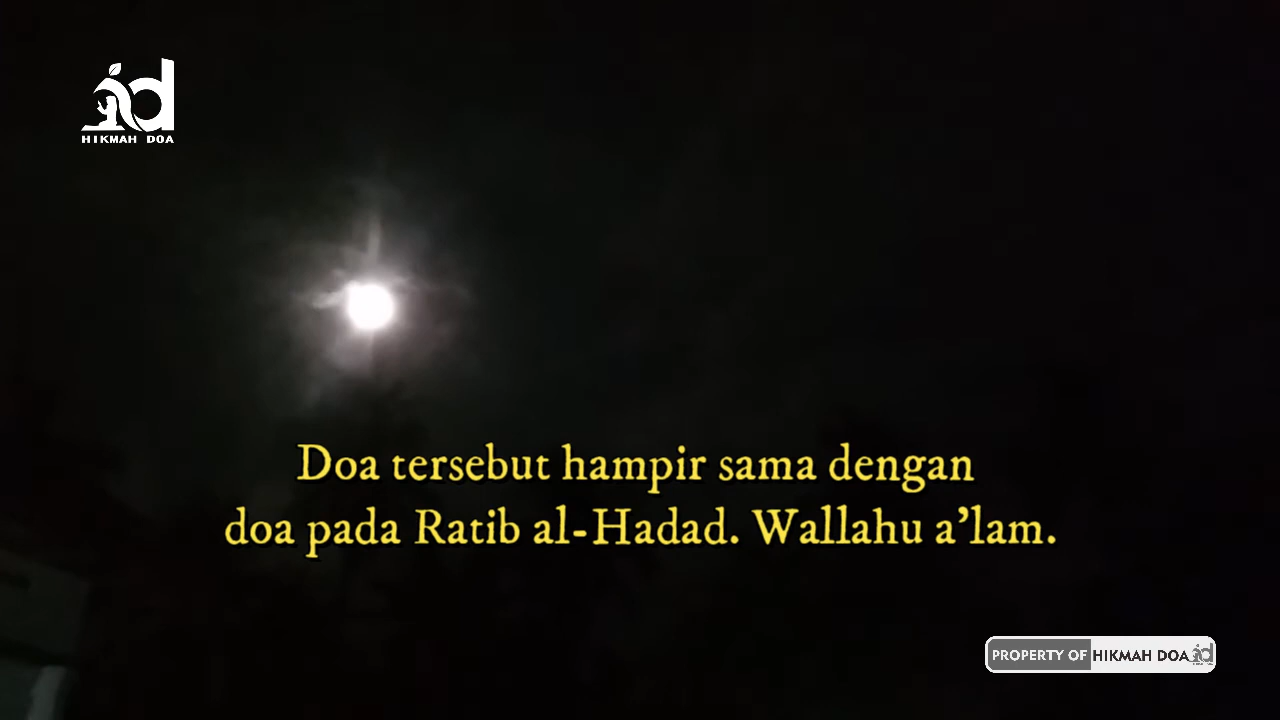 HIKMAH DOA
Doa tersebut hampir sama dengan
doa pada Ratib al-Hadad. Wallahu a'lam.
PROPERTY OF HIKMAH DOA